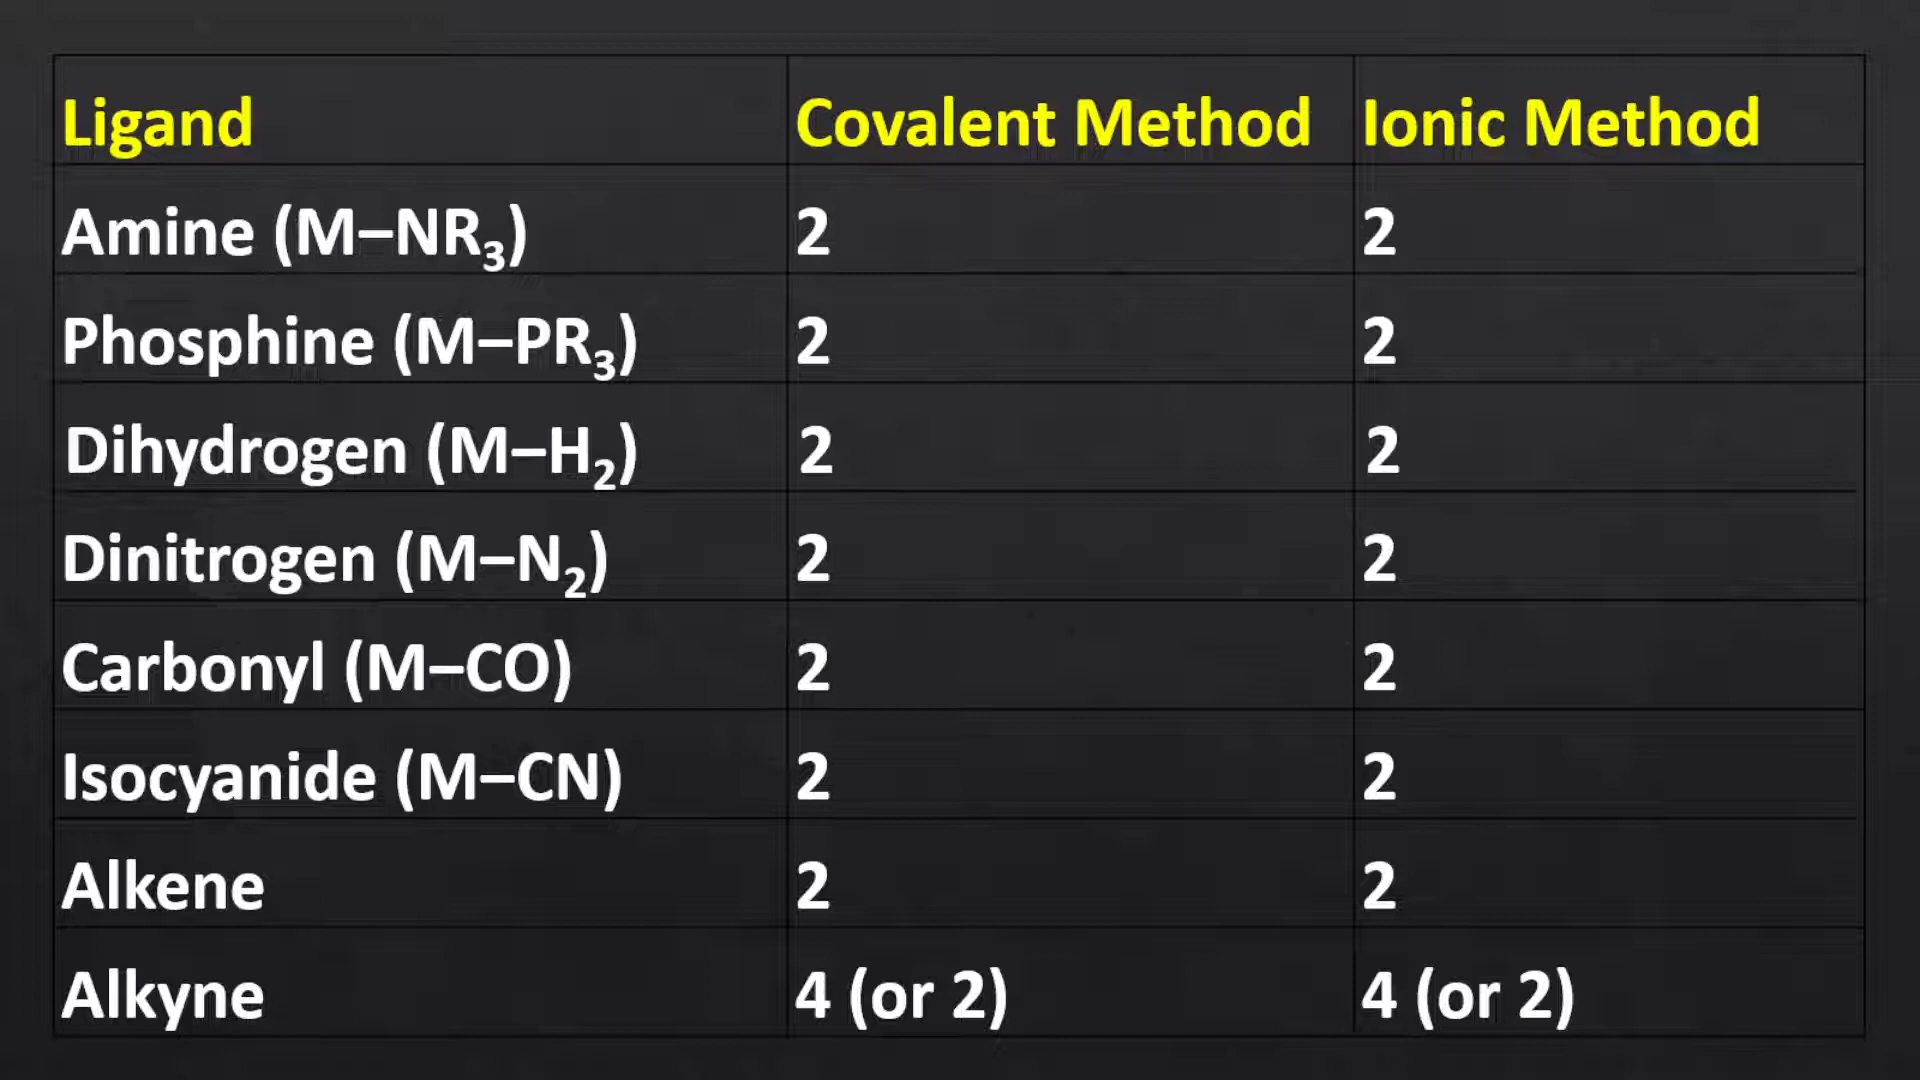 Ligand Covalent Method Ionic Method
Amine (M–NR₃) 2 2
Phosphine (M–PR₃) 2 2
Dihydrogen (M–H₂) 2 2
Dinitrogen (M–N₂) 2 2
Carbonyl (M–CO) 2 2
Isocyanide (M–CN) 2 2
Alkene 2 2
Alkyne 4 (or 2) 4 (or 2)